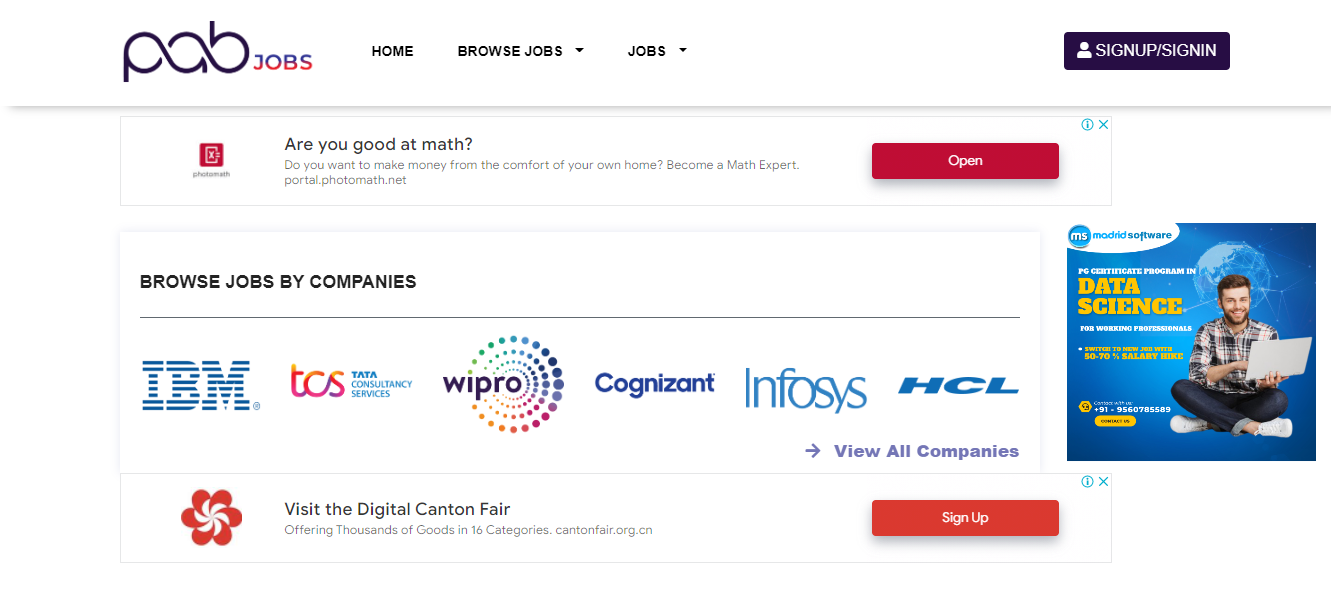 pab JOBS
HOME
BROWSE JOBS
JOBS
SIGNUP/SIGNIN
photomath
Are you good at math?
Do you want to make money from the comfort of your own home? Become a Math Expert.
portal.photomath.net
Open
BROWSE JOBS BY COMPANIES
IBM®
tcs TATA
CONSULTANCY
SERVICES
wipro
Cognizant
Infosys
HCL
View All Companies
ms madrid software
PG CERTIFICATE PROGRAM IN
DATA
SCIENCE
FOR WORKING PROFESSIONALS
• SWITCH TO NEW JOB WITH
50-70 % SALARY HIKE
Contact with us:
+91 - 9560785589
CONTACT US
Visit the Digital Canton Fair
Offering Thousands of Goods in 16 Categories. cantonfair.org.cn
Sign Up